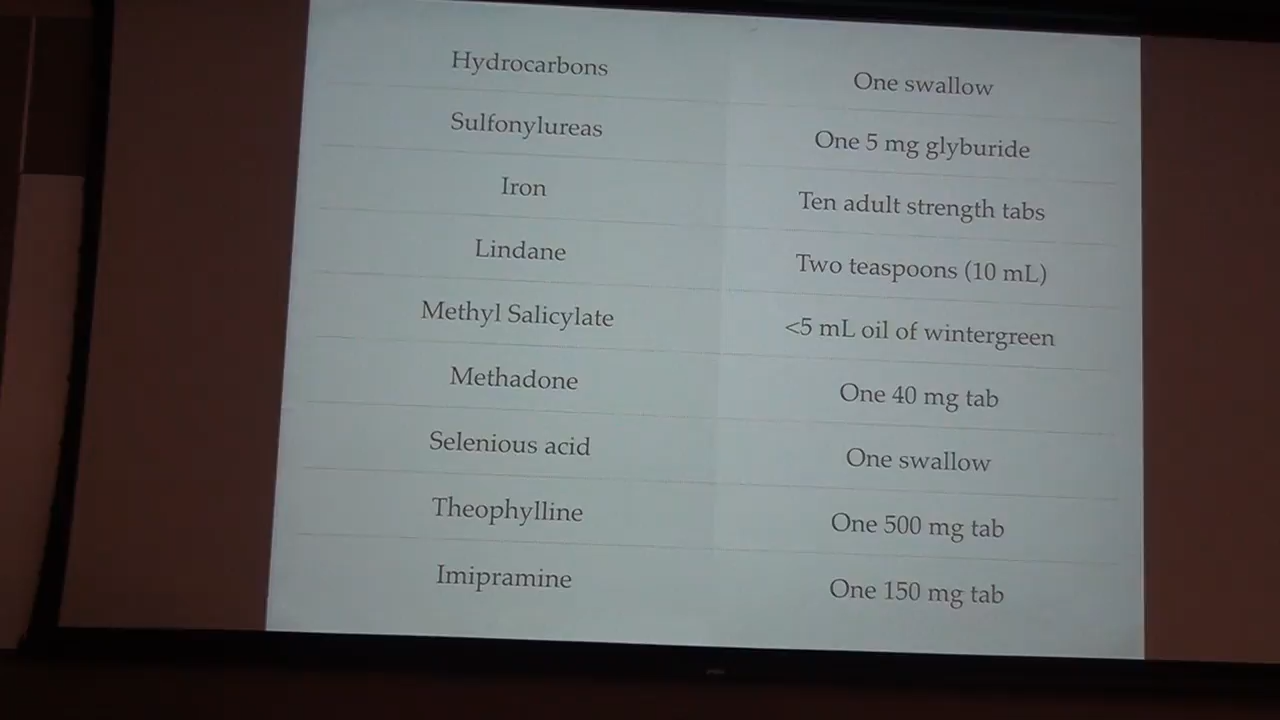 Hydrocarbons One swallow
Sulfonylureas One 5 mg glyburide
Iron Ten adult strength tabs
Lindane Two teaspoons (10 mL)
Methyl Salicylate <5 mL oil of wintergreen
Methadone One 40 mg tab
Selenious acid One swallow
Theophylline One 500 mg tab
Imipramine One 150 mg tab